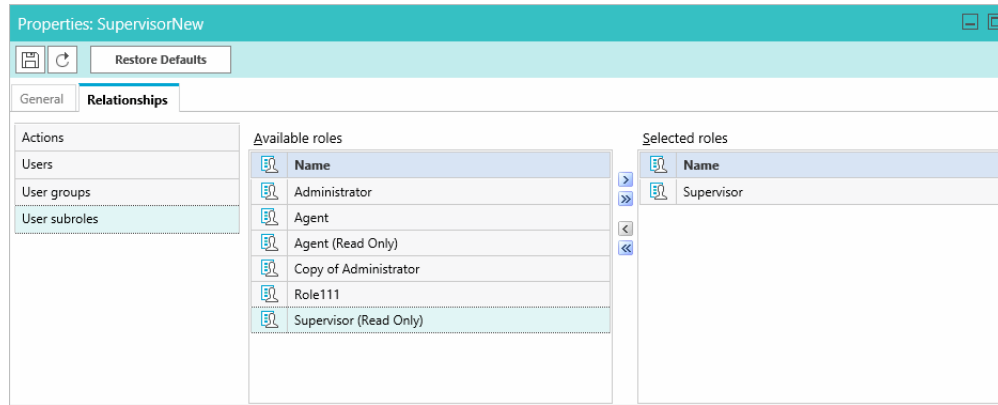 Properties: SupervisorNew
Restore Defaults
General Relationships
Actions
Users
User groups
User subroles
Available roles
Name
Administrator
Agent
Agent (Read Only)
Copy of Administrator
Role111
Supervisor (Read Only)
Selected roles
Name
Supervisor